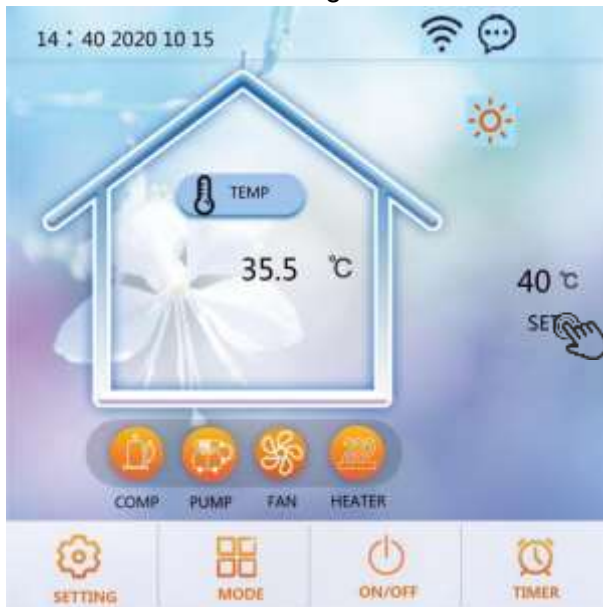 14：40 2020 10 15
TEMP
35.5 ℃
40 ℃
SET
COMP PUMP FAN HEATER
SETTING MODE ON/OFF TIMER